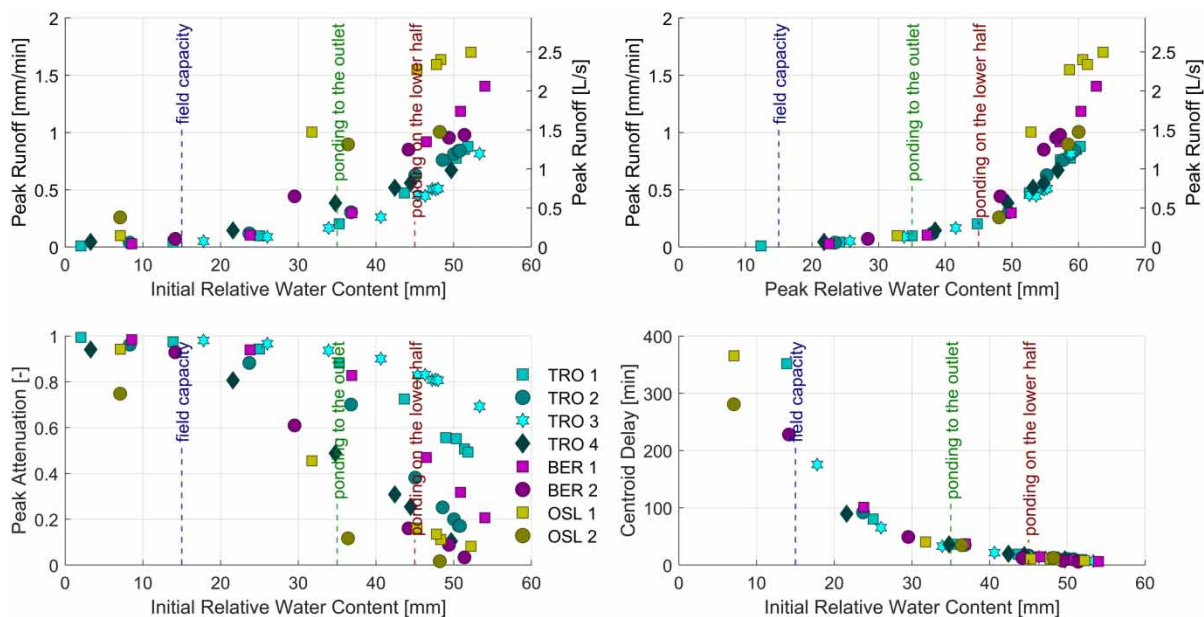 2
1.5
1
0.5
0
Peak Runoff [mm/min]
field capacity
ponding to the outlet
ponding on the lower half
2.5
2
1.5
1
0.5
0
Peak Runoff [L/s]
0 10 20 30 40 50 60
Initial Relative Water Content [mm]
2
1.5
1
0.5
0
Peak Runoff [mm/min]
field capacity
ponding to the outlet
ponding on the lower half
2.5
2
1.5
1
0.5
0
Peak Runoff [L/s]
0 10 20 30 40 50 60 70
Peak Relative Water Content [mm]
1
0.8
0.6
0.4
0.2
0
Peak Attenuation [-]
field capacity
ponding to the outlet
ponding on the lower half
TRO 1
TRO 2
TRO 3
TRO 4
BER 1
BER 2
OSL 1
OSL 2
0 10 20 30 40 50 60
Initial Relative Water Content [mm]
400
300
200
100
0
Centroid Delay [min]
field capacity
ponding to the outlet
ponding on the lower half
0 10 20 30 40 50 60
Initial Relative Water Content [mm]